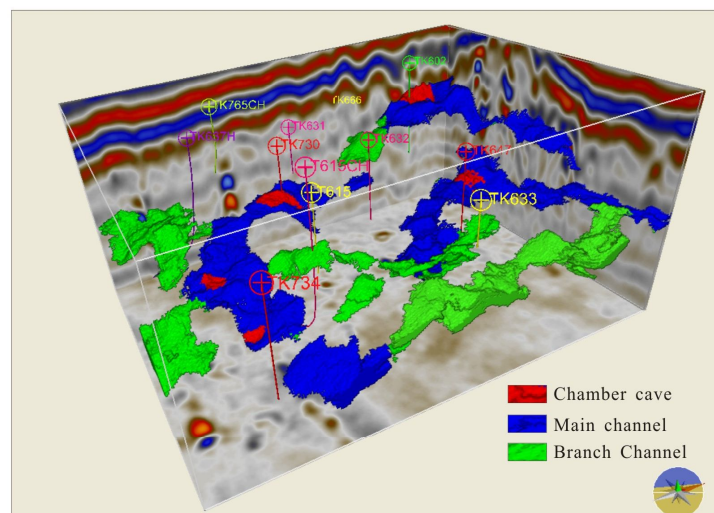 TK602
TK666
TK765CH
TK631
TK632
TK730
TK647
T615CH
T615
TK633
TK734
Chamber cave
Main channel
Branch Channel